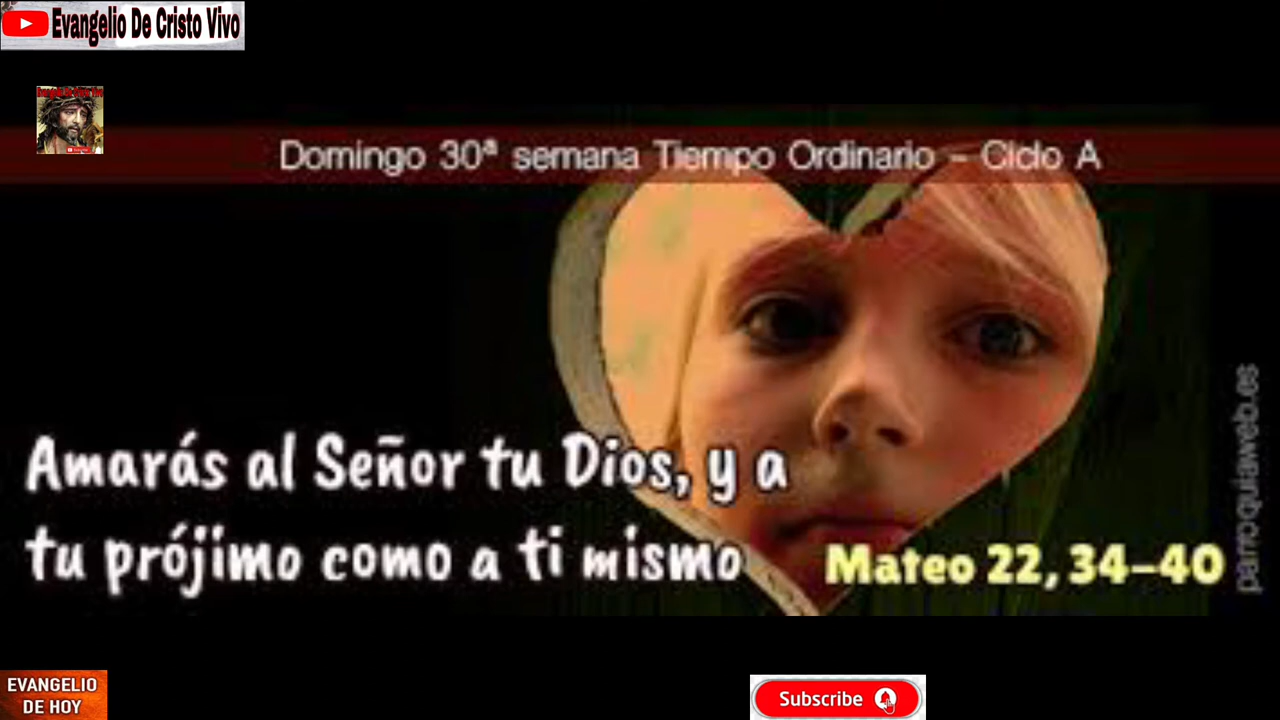 Evangelio De Cristo Vivo
Domingo 30ª semana Tiempo Ordinario – Ciclo A
Amarás al Señor tu Dios, y a
tu prójimo como a ti mismo
Mateo 22, 34-40
parroquiaweb.es
EVANGELIO
DE HOY
Subscribe